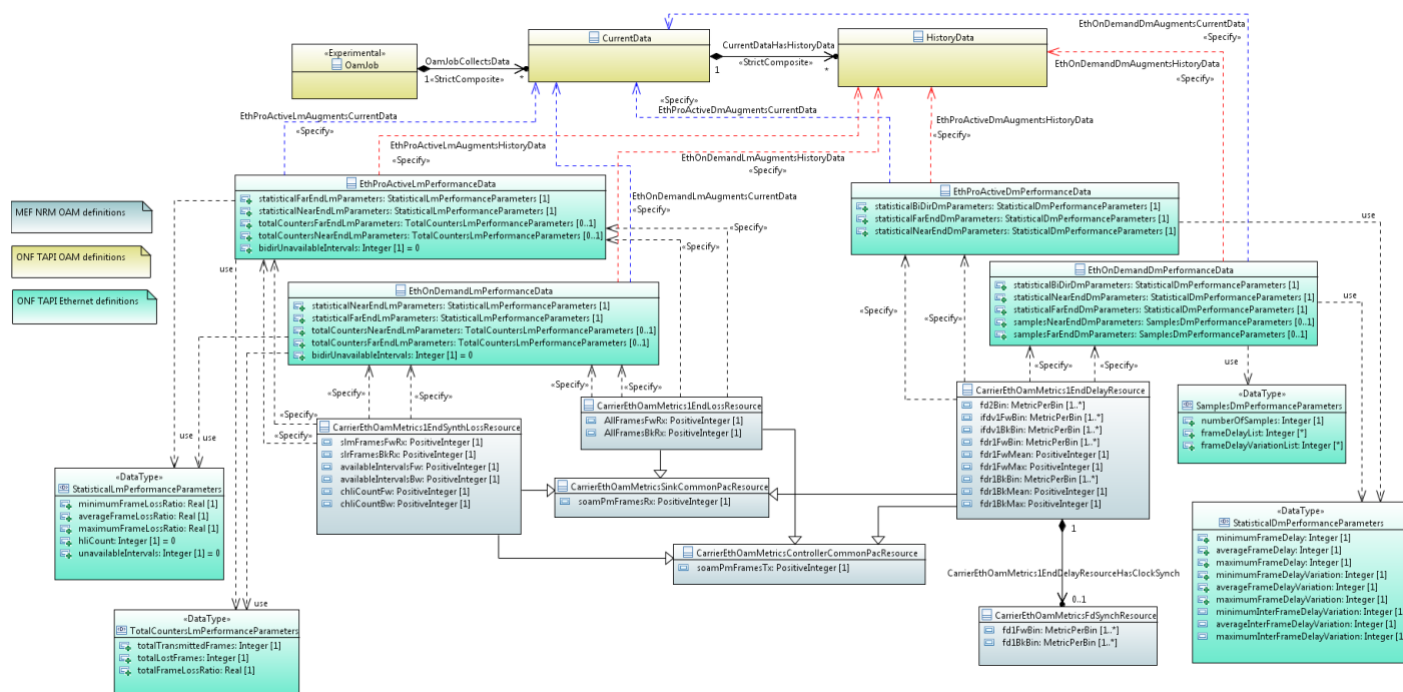 EthOnDemandDmAugmentsCurrentData
«Specify»
CurrentData
HistoryData
«Experimental»
OamJob
OamJobCollectsData
1 «StrictComposite» *
CurrentDataHasHistoryData
1 «StrictComposite» *
EthOnDemandDmAugmentsHistoryData
«Specify»
«Specify»
EthProActiveDmAugmentsCurrentData
EthProActiveLmAugmentsCurrentData
«Specify»
EthProActiveLmAugmentsHistoryData
«Specify»
EthProActiveDmAugmentsHistoryData
«Specify»
EthOnDemandLmAugmentsHistoryData
«Specify»
EthOnDemandLmAugmentsCurrentData
«Specify»
MEF NRM OAM definitions
ONF TAPI OAM definitions
ONF TAPI Ethernet definitions
EthProActiveLmPerformanceData
statisticalFarEndLmParameters: StatisticalLmPerformanceParameters [1]
statisticalNearEndLmParameters: StatisticalLmPerformanceParameters [1]
totalCountersFarEndLmParameters: TotalCountersLmPerformanceParameters [0..1]
totalCountersNearEndLmParameters: TotalCountersLmPerformanceParameters [0..1]
bidirUnavailableIntervals: Integer [1] = 0
EthProActiveDmPerformanceData
statisticalBiDirDmParameters: StatisticalDmPerformanceParameters [1]
statisticalFarEndDmParameters: StatisticalDmPerformanceParameters [1]
statisticalNearEndDmParameters: StatisticalDmPerformanceParameters [1]
use
use
EthOnDemandLmPerformanceData
statisticalNearEndLmParameters: StatisticalLmPerformanceParameters [1]
statisticalFarEndLmParameters: StatisticalLmPerformanceParameters [1]
totalCountersNearEndLmParameters: TotalCountersLmPerformanceParameters [0..1]
totalCountersFarEndLmParameters: TotalCountersLmPerformanceParameters [0..1]
bidirUnavailableIntervals: Integer [1] = 0
EthOnDemandDmPerformanceData
statisticalBiDirDmParameters: StatisticalDmPerformanceParameters [1]
statisticalNearEndDmParameters: StatisticalDmPerformanceParameters [1]
statisticalFarEndDmParameters: StatisticalDmPerformanceParameters [1]
samplesNearEndDmParameters: SamplesDmPerformanceParameters [0..1]
samplesFarEndDmParameters: SamplesDmPerformanceParameters [0..1]
use
use
«Specify»
«Specify»
«Specify»
«Specify»
«Specify»
«Specify»
«Specify»
«Specify»
«Specify»
«Specify»
«Specify»
«Specify»
use
use
CarrierEthOamMetrics1EndSynthLossResource
slmFramesFwRx: PositiveInteger [1]
slrFramesBkRx: PositiveInteger [1]
availableIntervalsFw: PositiveInteger [1]
availableIntervalsBw: PositiveInteger [1]
chliCountFw: PositiveInteger [1]
chliCountBw: PositiveInteger [1]
CarrierEthOamMetrics1EndLossResource
AllFramesFwRx: PositiveInteger [1]
AllFramesBkRx: PositiveInteger [1]
CarrierEthOamMetrics1EndDelayResource
fd2Bin: MetricPerBin [1..*]
ifdv1FwBin: MetricPerBin [1..*]
ifdv1BkBin: MetricPerBin [1..*]
fdr1FwBin: MetricPerBin [1..*]
fdr1FwMean: PositiveInteger [1]
fdr1FwMax: PositiveInteger [1]
fdr1BkBin: MetricPerBin [1..*]
fdr1BkMean: PositiveInteger [1]
fdr1BkMax: PositiveInteger [1]
«DataType»
SamplesDmPerformanceParameters
numberOfSamples: Integer [1]
frameDelayList: Integer [*]
frameDelayVariationList: Integer [*]
«DataType»
StatisticalLmPerformanceParameters
minimumFrameLossRatio: Real [1]
averageFrameLossRatio: Real [1]
maximumFrameLossRatio: Real [1]
hliCount: Integer [1] = 0
unavailableIntervals: Integer [1] = 0
CarrierEthOamMetricsSinkCommonPacResource
soamPmFramesRx: PositiveInteger [1]
CarrierEthOamMetricsControllerCommonPacResource
soamPmFramesTx: PositiveInteger [1]
«DataType»
StatisticalDmPerformanceParameters
minimumFrameDelay: Integer [1]
averageFrameDelay: Integer [1]
maximumFrameDelay: Integer [1]
minimumFrameDelayVariation: Integer [1]
averageFrameDelayVariation: Integer [1]
maximumFrameDelayVariation: Integer [1]
minimumInterFrameDelayVariation: Integer [1]
averageInterFrameDelayVariation: Integer [1]
maximumInterFrameDelayVariation: Integer [1]
1
CarrierEthOamMetrics1EndDelayResourceHasClockSynch
0..1
CarrierEthOamMetricsFdSynchResource
fd1FwBin: MetricPerBin [1..*]
fd1BkBin: MetricPerBin [1..*]
use
use
«DataType»
TotalCountersLmPerformanceParameters
totalTransmittedFrames: Integer [1]
totalLostFrames: Integer [1]
totalFrameLossRatio: Real [1]